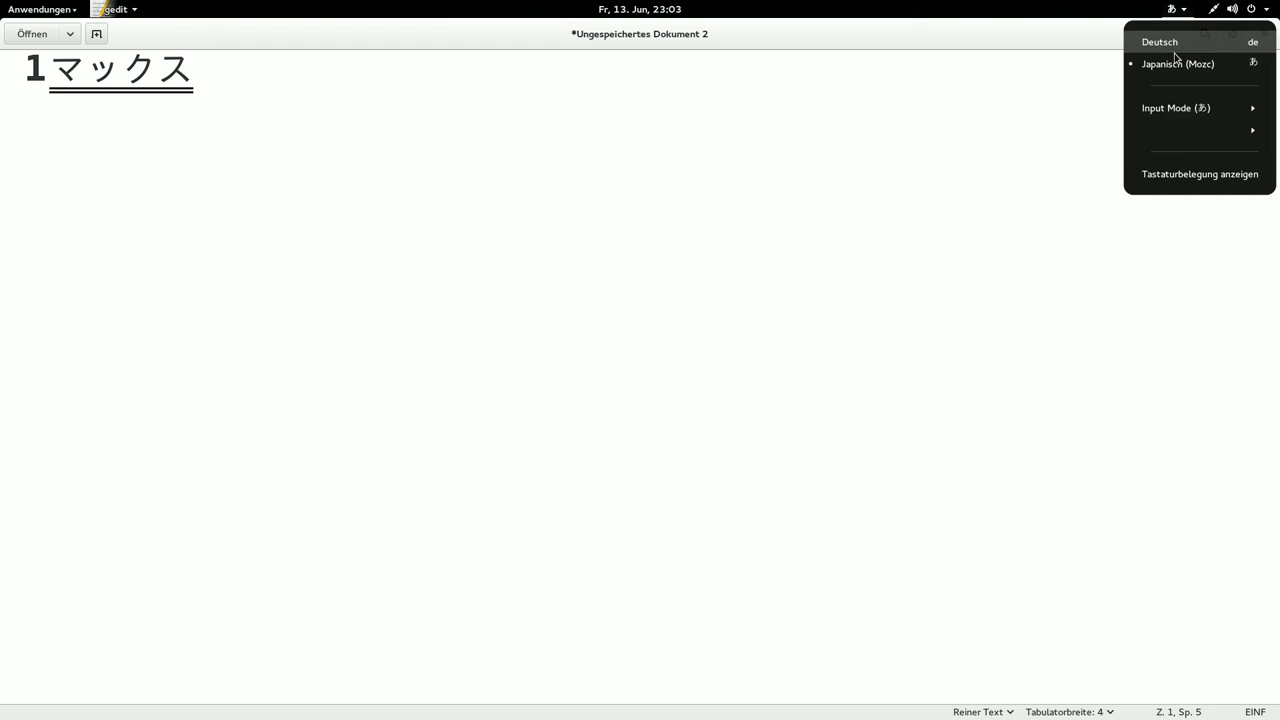 Anwendungen gedit Fr, 13. Jun, 23:03 あ
Öffnen *Ungespeichertes Dokument 2
1 マックス
Deutsch de
Japanisch (Mozc) あ
Input Mode (あ)
Tastaturbelegung anzeigen
Reiner Text Tabulatorbreite: 4 Z. 1, Sp. 5 EINF